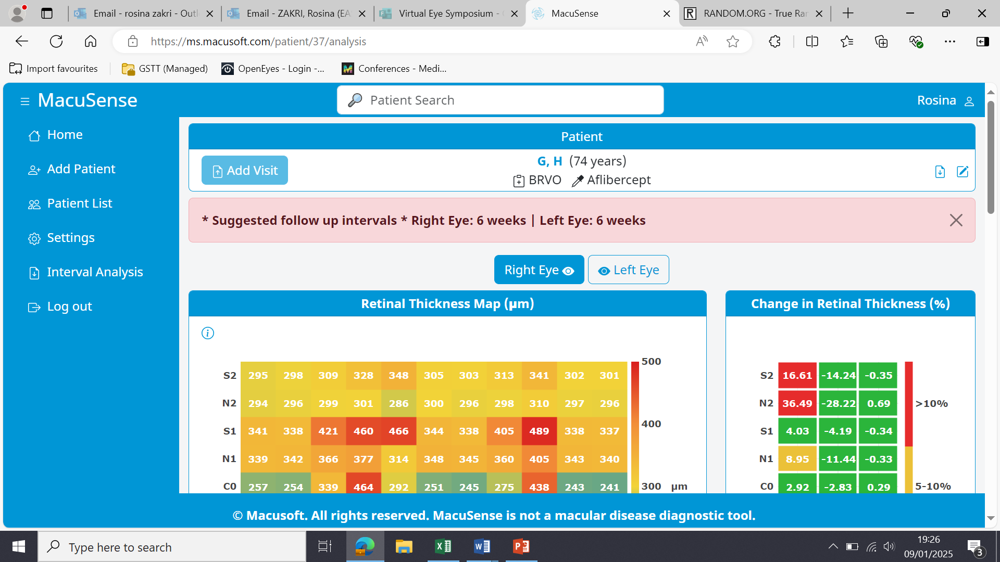 Email - rosina zakri - Outl
Email - ZAKRI, Rosina (EA
Virtual Eye Symposium -
MacuSense
RANDOM.ORG - True Rar
https://ms.macusoft.com/patient/37/analysis
Import favourites
GSTT (Managed)
OpenEyes - Login -...
Conferences - Medi...
MacuSense
Patient Search
Rosina
Home
Add Patient
Patient List
Settings
Interval Analysis
Log out
Patient
Add Visit
G, H (74 years)
BRVO Aflibercept
* Suggested follow up intervals * Right Eye: 6 weeks | Left Eye: 6 weeks
Right Eye
Left Eye
Retinal Thickness Map (µm)
S2 295 298 309 328 348 305 303 313 341 302 301
N2 294 296 299 301 286 300 296 298 310 297 296
S1 341 338 421 460 466 344 338 405 489 338 337
N1 339 342 366 377 314 348 345 360 405 343 340
C0 257 254 339 464 292 251 245 275 438 243 241
500
400
300 µm
Change in Retinal Thickness (%)
S2 16.61 -14.24 -0.35
N2 36.49 -28.22 0.69
S1 4.03 -4.19 -0.34
N1 8.95 -11.44 -0.33
C0 2.92 -2.83 0.29
>10%
5-10%
© Macusoft. All rights reserved. MacuSense is not a macular disease diagnostic tool.
Type here to search
19:26
09/01/2025
3